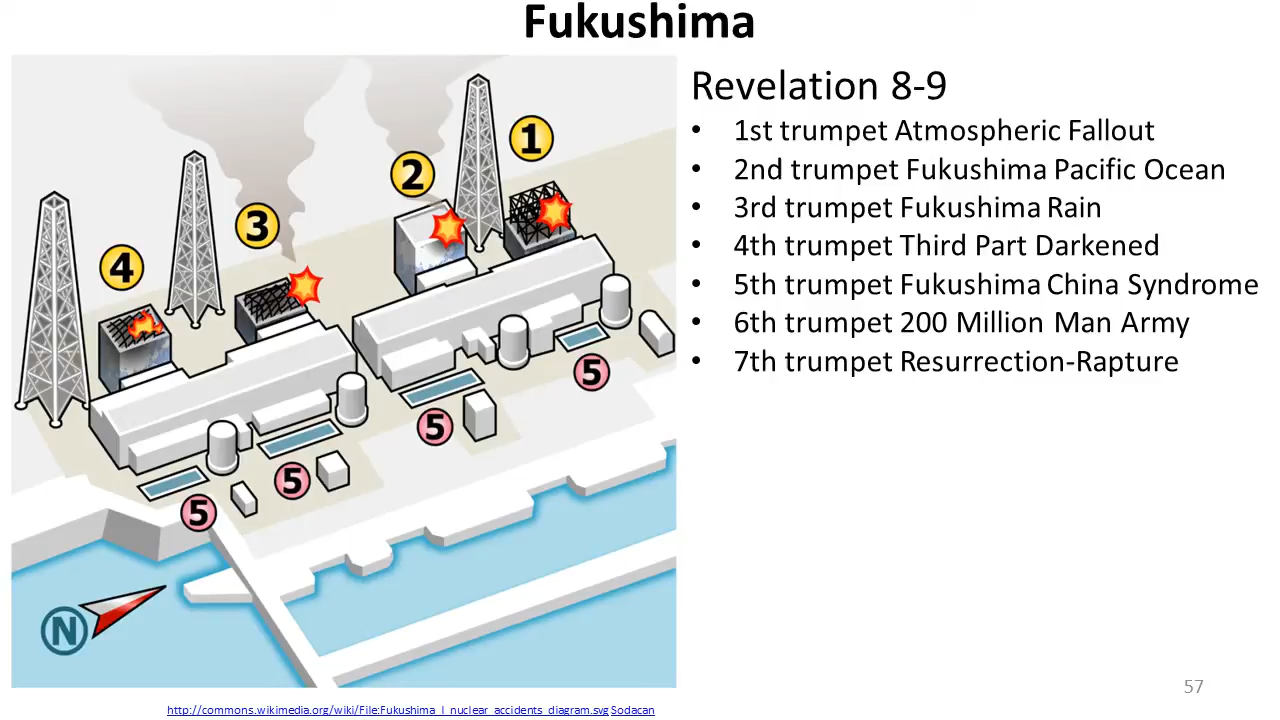 Fukushima
Revelation 8-9
• 1st trumpet Atmospheric Fallout
• 2nd trumpet Fukushima Pacific Ocean
• 3rd trumpet Fukushima Rain
• 4th trumpet Third Part Darkened
• 5th trumpet Fukushima China Syndrome
• 6th trumpet 200 Million Man Army
• 7th trumpet Resurrection-Rapture
1
2
3
4
5
5
5
5
N
57
http://commons.wikimedia.org/wiki/File:Fukushima_I_nuclear_accidents_diagram.svg Sodacan